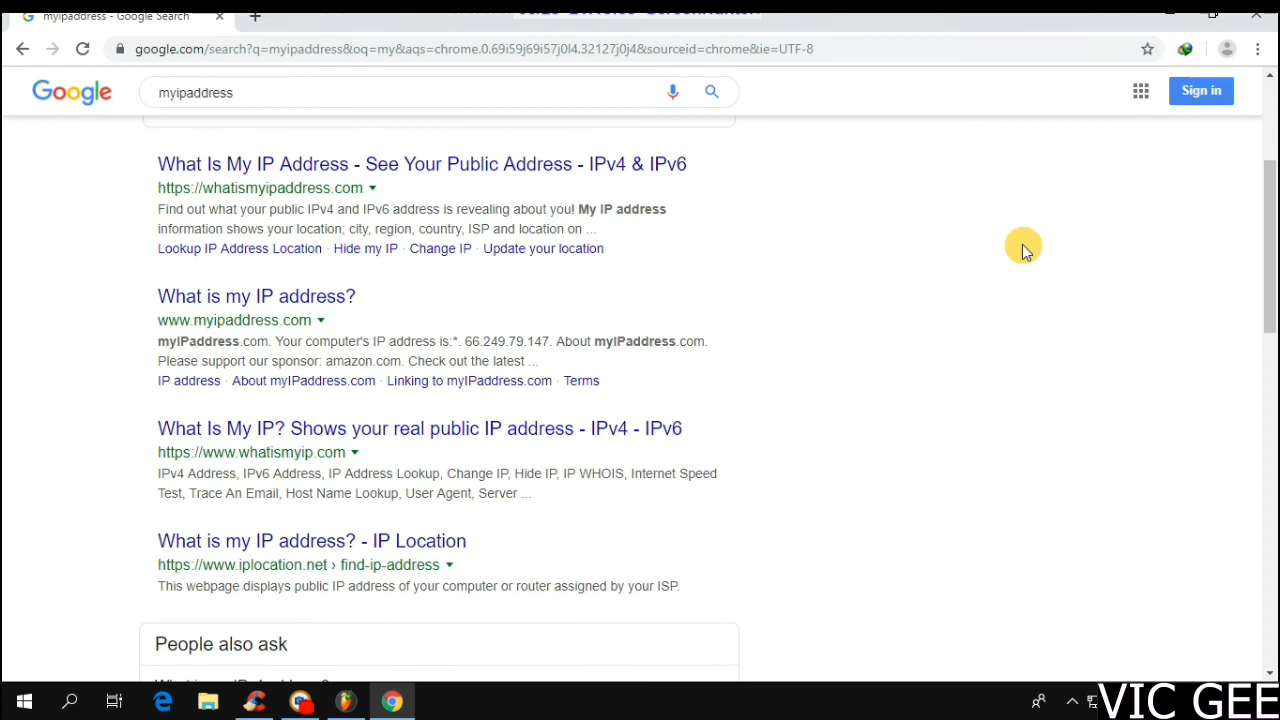 myipaddress - Google Search
google.com/search?q=myipaddress&oq=my&aqs=chrome.0.69i59j69i57j0l4.32127j0j4&sourceid=chrome&ie=UTF-8
Google
myipaddress
Sign in
What Is My IP Address - See Your Public Address - IPv4 & IPv6
https://whatismyipaddress.com
Find out what your public IPv4 and IPv6 address is revealing about you! My IP address
information shows your location; city, region, country, ISP and location on ...
Lookup IP Address Location · Hide my IP · Change IP · Update your location
What is my IP address?
www.myipaddress.com
myIPaddress.com. Your computer's IP address is:*. 66.249.79.147. About myIPaddress.com.
Please support our sponsor: amazon.com. Check out the latest ...
IP address · About myIPaddress.com · Linking to myIPaddress.com · Terms
What Is My IP? Shows your real public IP address - IPv4 - IPv6
https://www.whatismyip.com
IPv4 Address, IPv6 Address, IP Address Lookup, Change IP, Hide IP, IP WHOIS, Internet Speed
Test, Trace An Email, Host Name Lookup, User Agent, Server ...
What is my IP address? - IP Location
https://www.iplocation.net › find-ip-address
This webpage displays public IP address of your computer or router assigned by your ISP.
People also ask
VIC GEE